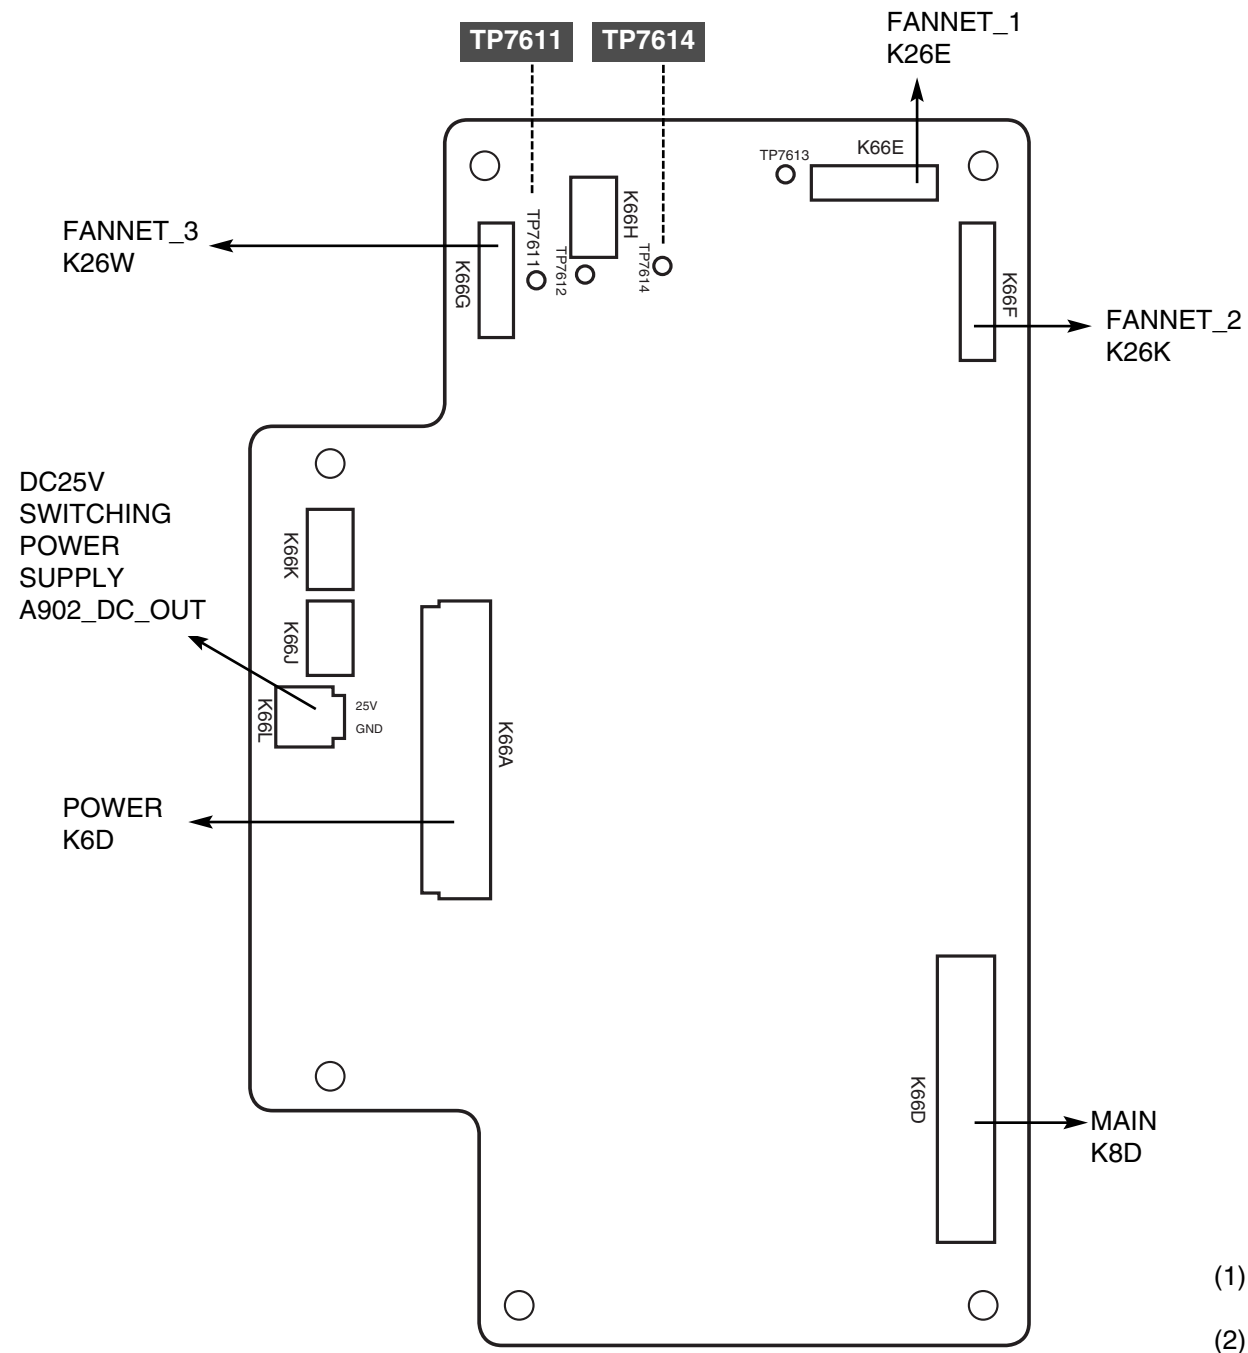 TP7611 TP7614
FANNET_1
K26E
TP7613
K66E
FANNET_3
K26W
K66G
TP7611
TP7612
K66H
TP7614
K66F
FANNET_2
K26K
DC25V
SWITCHING
POWER
SUPPLY
A902_DC_OUT
K66K
K66J
K66L
25V
GND
K66A
POWER
K6D
K66D
MAIN
K8D
(1)
(2)